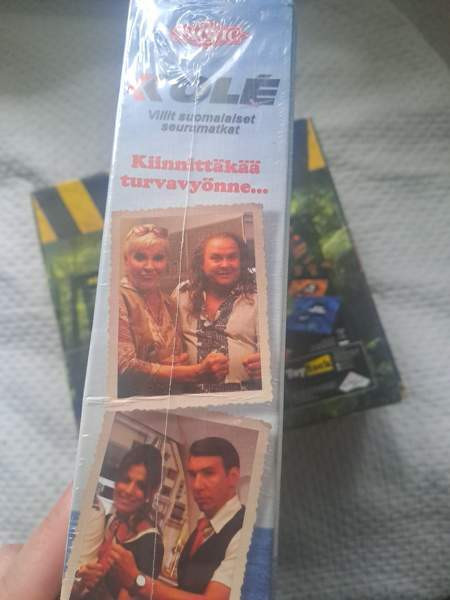 OLÉ
Villit suomalaiset
seuramatkat
Kiinnittäkää
turvavyönne...